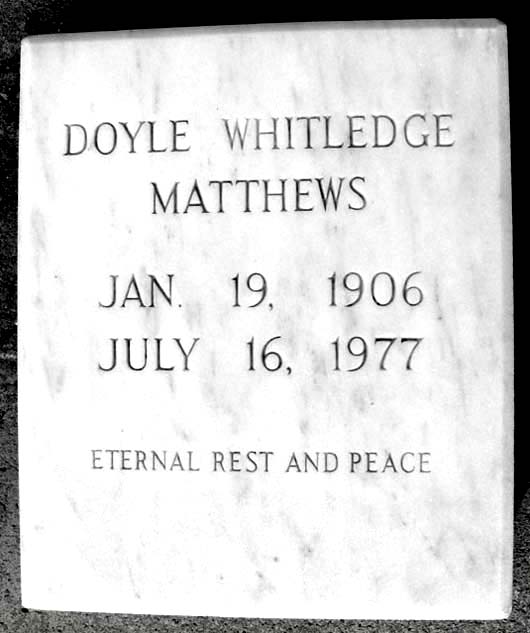 DOYLE WHITLEDGE
MATTHEWS
JAN. 19, 1906
JULY 16, 1977
ETERNAL REST AND PEACE